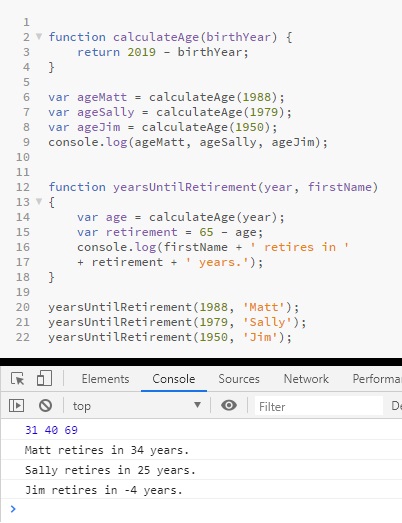 1
2 function calculateAge(birthYear) {
3     return 2019 - birthYear;
4 }
5
6 var ageMatt = calculateAge(1988);
7 var ageSally = calculateAge(1979);
8 var ageJim = calculateAge(1950);
9 console.log(ageMatt, ageSally, ageJim);
10
11
12 function yearsUntilRetirement(year, firstName)
13 {
14     var age = calculateAge(year);
15     var retirement = 65 - age;
16     console.log(firstName + ' retires in '
17     + retirement + ' years.');
18 }
19
20 yearsUntilRetirement(1988, 'Matt');
21 yearsUntilRetirement(1979, 'Sally');
22 yearsUntilRetirement(1950, 'Jim');
Elements Console Sources Network Performa
top Filter De
31 40 69
Matt retires in 34 years.
Sally retires in 25 years.
Jim retires in -4 years.
>